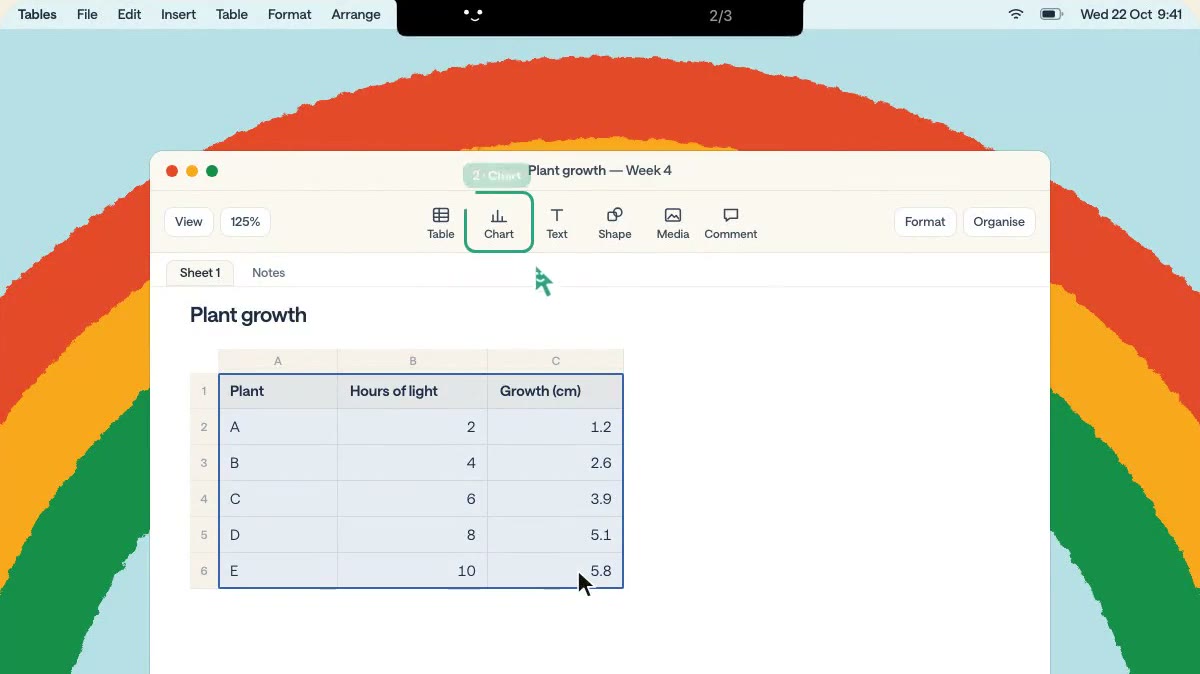 Tables File Edit Insert Table Format Arrange 2/3 Wed 22 Oct 9:41
2 · Chart Plant growth — Week 4
View 125% Table Chart Text Shape Media Comment Format Organise
Sheet 1 Notes
Plant growth
A B C
1 Plant Hours of light Growth (cm)
2 A 2 1.2
3 B 4 2.6
4 C 6 3.9
5 D 8 5.1
6 E 10 5.8